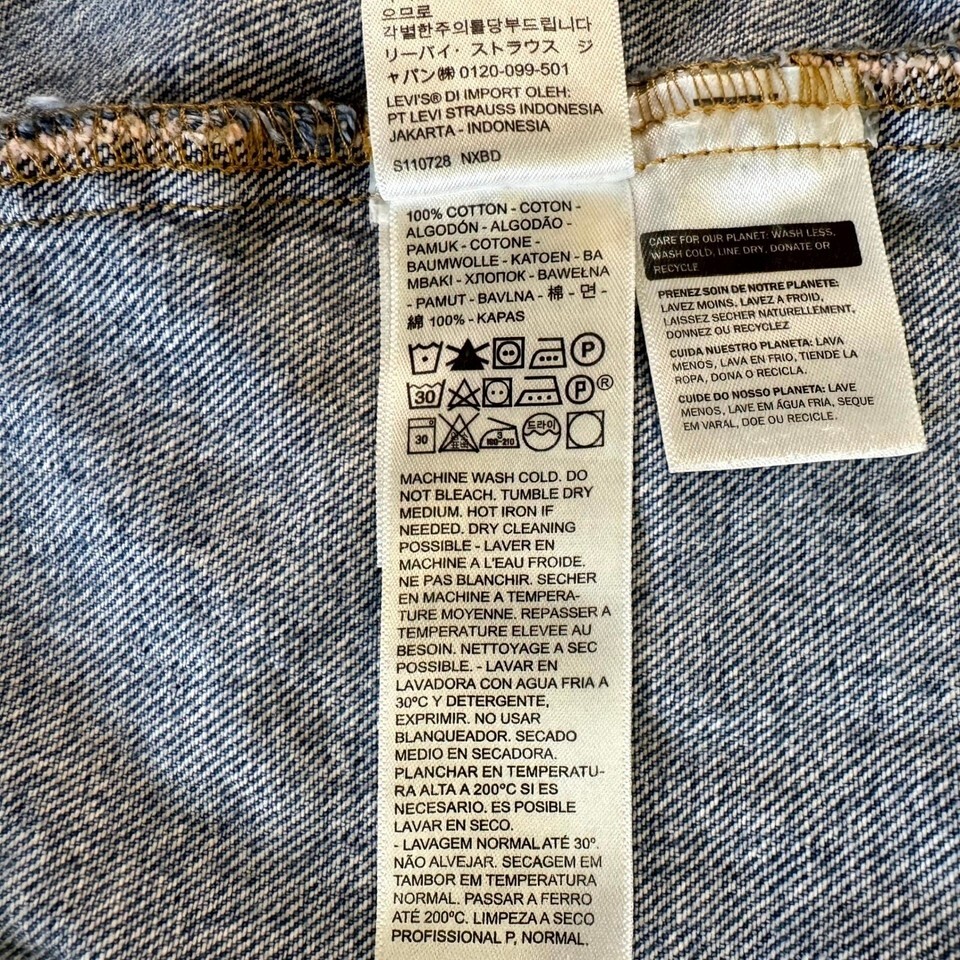 으므로
각별한주의를당부드립니다
リーバイ・ストラウス ジ
ャパン㈱ 0120-099-501
LEVI'S® DI IMPORT OLEH:
PT LEVI STRAUSS INDONESIA
JAKARTA - INDONESIA
S110728 NXBD
100% COTTON - COTON -
ALGODÓN - ALGODÃO -
PAMUK - COTONE -
BAUMWOLLE - KATOEN - BA
MBAKI - ХЛОПОК - BAWEŁNA
- PAMUT - BAVLNA - 棉 - 면 -
綿 100% - KAPAS
P
30 P®
30 3 180-210 드라이
MACHINE WASH COLD. DO
NOT BLEACH. TUMBLE DRY
MEDIUM. HOT IRON IF
NEEDED. DRY CLEANING
POSSIBLE - LAVER EN
MACHINE A L'EAU FROIDE.
NE PAS BLANCHIR. SECHER
EN MACHINE A TEMPERA-
TURE MOYENNE. REPASSER A
TEMPERATURE ELEVEE AU
BESOIN. NETTOYAGE A SEC
POSSIBLE. - LAVAR EN
LAVADORA CON AGUA FRIA A
30ºC Y DETERGENTE,
EXPRIMIR. NO USAR
BLANQUEADOR. SECADO
MEDIO EN SECADORA.
PLANCHAR EN TEMPERATU-
RA ALTA A 200ºC SI ES
NECESARIO. ES POSIBLE
LAVAR EN SECO.
- LAVAGEM NORMAL ATÉ 30º.
NÃO ALVEJAR. SECAGEM EM
TAMBOR EM TEMPERATURA
NORMAL. PASSAR A FERRO
ATÉ 200ºC. LIMPEZA A SECO
PROFISSIONAL P, NORMAL.
CARE FOR OUR PLANET: WASH LESS,
WASH COLD, LINE DRY, DONATE OR
RECYCLE
PRENEZ SOIN DE NOTRE PLANETE:
LAVEZ MOINS, LAVEZ A FROID,
LAISSEZ SECHER NATURELLEMENT,
DONNEZ OU RECYCLEZ
CUIDA NUESTRO PLANETA: LAVA
MENOS, LAVA EN FRIO, TIENDE LA
ROPA, DONA O RECICLA.
CUIDE DO NOSSO PLANETA: LAVE
MENOS, LAVE EM ÁGUA FRIA, SEQUE
EM VARAL, DOE OU RECICLE.